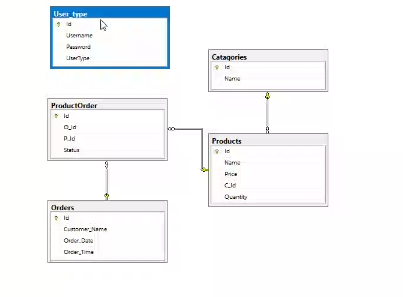 User_type
Id
Username
Password
UserType
Catagories
Id
Name
ProductOrder
Id
O_Id
P_Id
Status
Products
Id
Name
Price
C_Id
Quantity
Orders
Id
Customer_Name
Order_Date
Order_Time